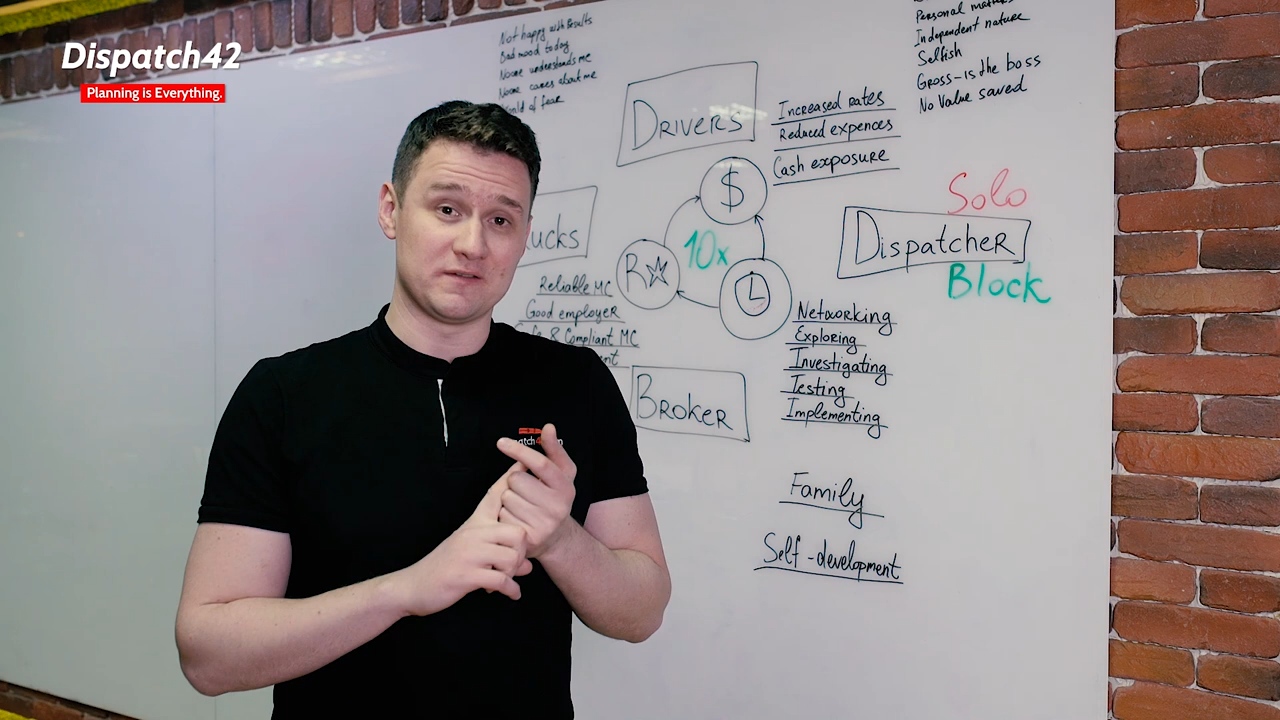 Dispatch42
Planning is Everything.
Not happy with Results
Bad mood today
Noone understands me
Noone cares about me
World of fear
Personal
Independent nature
Selfish
Gross-is the boss
No Value saved
DRIVERS
Increased rates
Reduced expences
Cash exposure
$
10x
R
Solo
DispatcheR
Block
ucks
Reliable MC
Good employeR
& Compliant MC
nt
BrokeR
Networking
Exploring
Investigating
Testing
Implementing
Family
Self-development